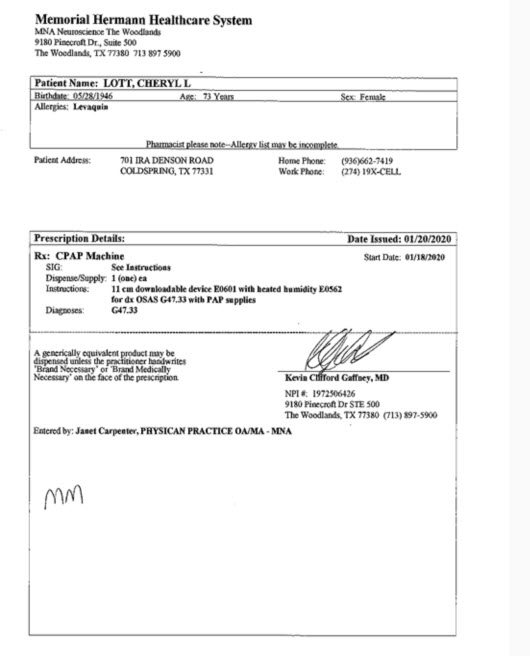 Memorial Hermann Healthcare System
MNA Neuroscience The Woodlands
9180 Pinecroft Dr., Suite 500
The Woodlands, TX 77380 713 897 5900
Patient Name: LOTT, CHERYL L
Birthdate: 05/28/1946 Age: 73 Years Sex: Female
Allergies: Levaquin
Pharmacist please note--Allergy list may be incomplete.
Patient Address: 701 IRA DENSON ROAD Home Phone: (936)662-7419
COLDSPRING, TX 77331 Work Phone: (274) 19X-CELL
Prescription Details: Date Issued: 01/20/2020
Rx: CPAP Machine Start Date: 01/18/2020
SIG: See Instructions
Dispense/Supply: 1 (one) ea
Instructions: 11 cm downloadable device E0601 with heated humidity E0562
for dx OSAS G47.33 with PAP supplies
Diagnoses: G47.33
A generically equivalent product may be
dispensed unless the practitioner handwrites
'Brand Necessary' or 'Brand Medically
Necessary' on the face of the prescription.
Kevin Clifford Gaffney, MD
NPI #: 1972506426
9180 Pinecroft Dr STE 500
The Woodlands, TX 77380 (713) 897-5900
Entered by: Janet Carpenter, PHYSICAN PRACTICE OA/MA - MNA
MM